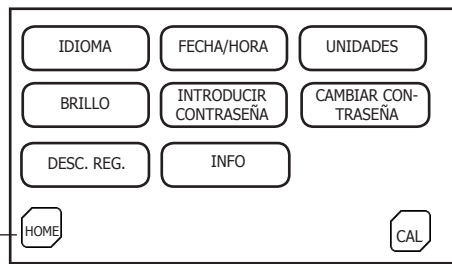 IDIOMA
FECHA/HORA
UNIDADES
BRILLO
INTRODUCIR
CONTRASEÑA
CAMBIAR CON-
TRASEÑA
DESC. REG.
INFO
HOME
CAL